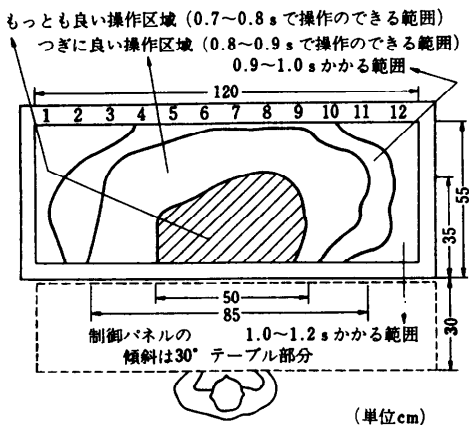 もっとも良い操作区域（0.7～0.8sで操作のできる範囲）
つぎに良い操作区域（0.8～0.9sで操作のできる範囲）
0.9～1.0sかかる範囲
120
1 2 3 4 5 6 7 8 9 10 11 12
55
35
30
50
85
制御パネルの
傾斜は30°テーブル部分
1.0～1.2sかかる範囲
(単位cm)